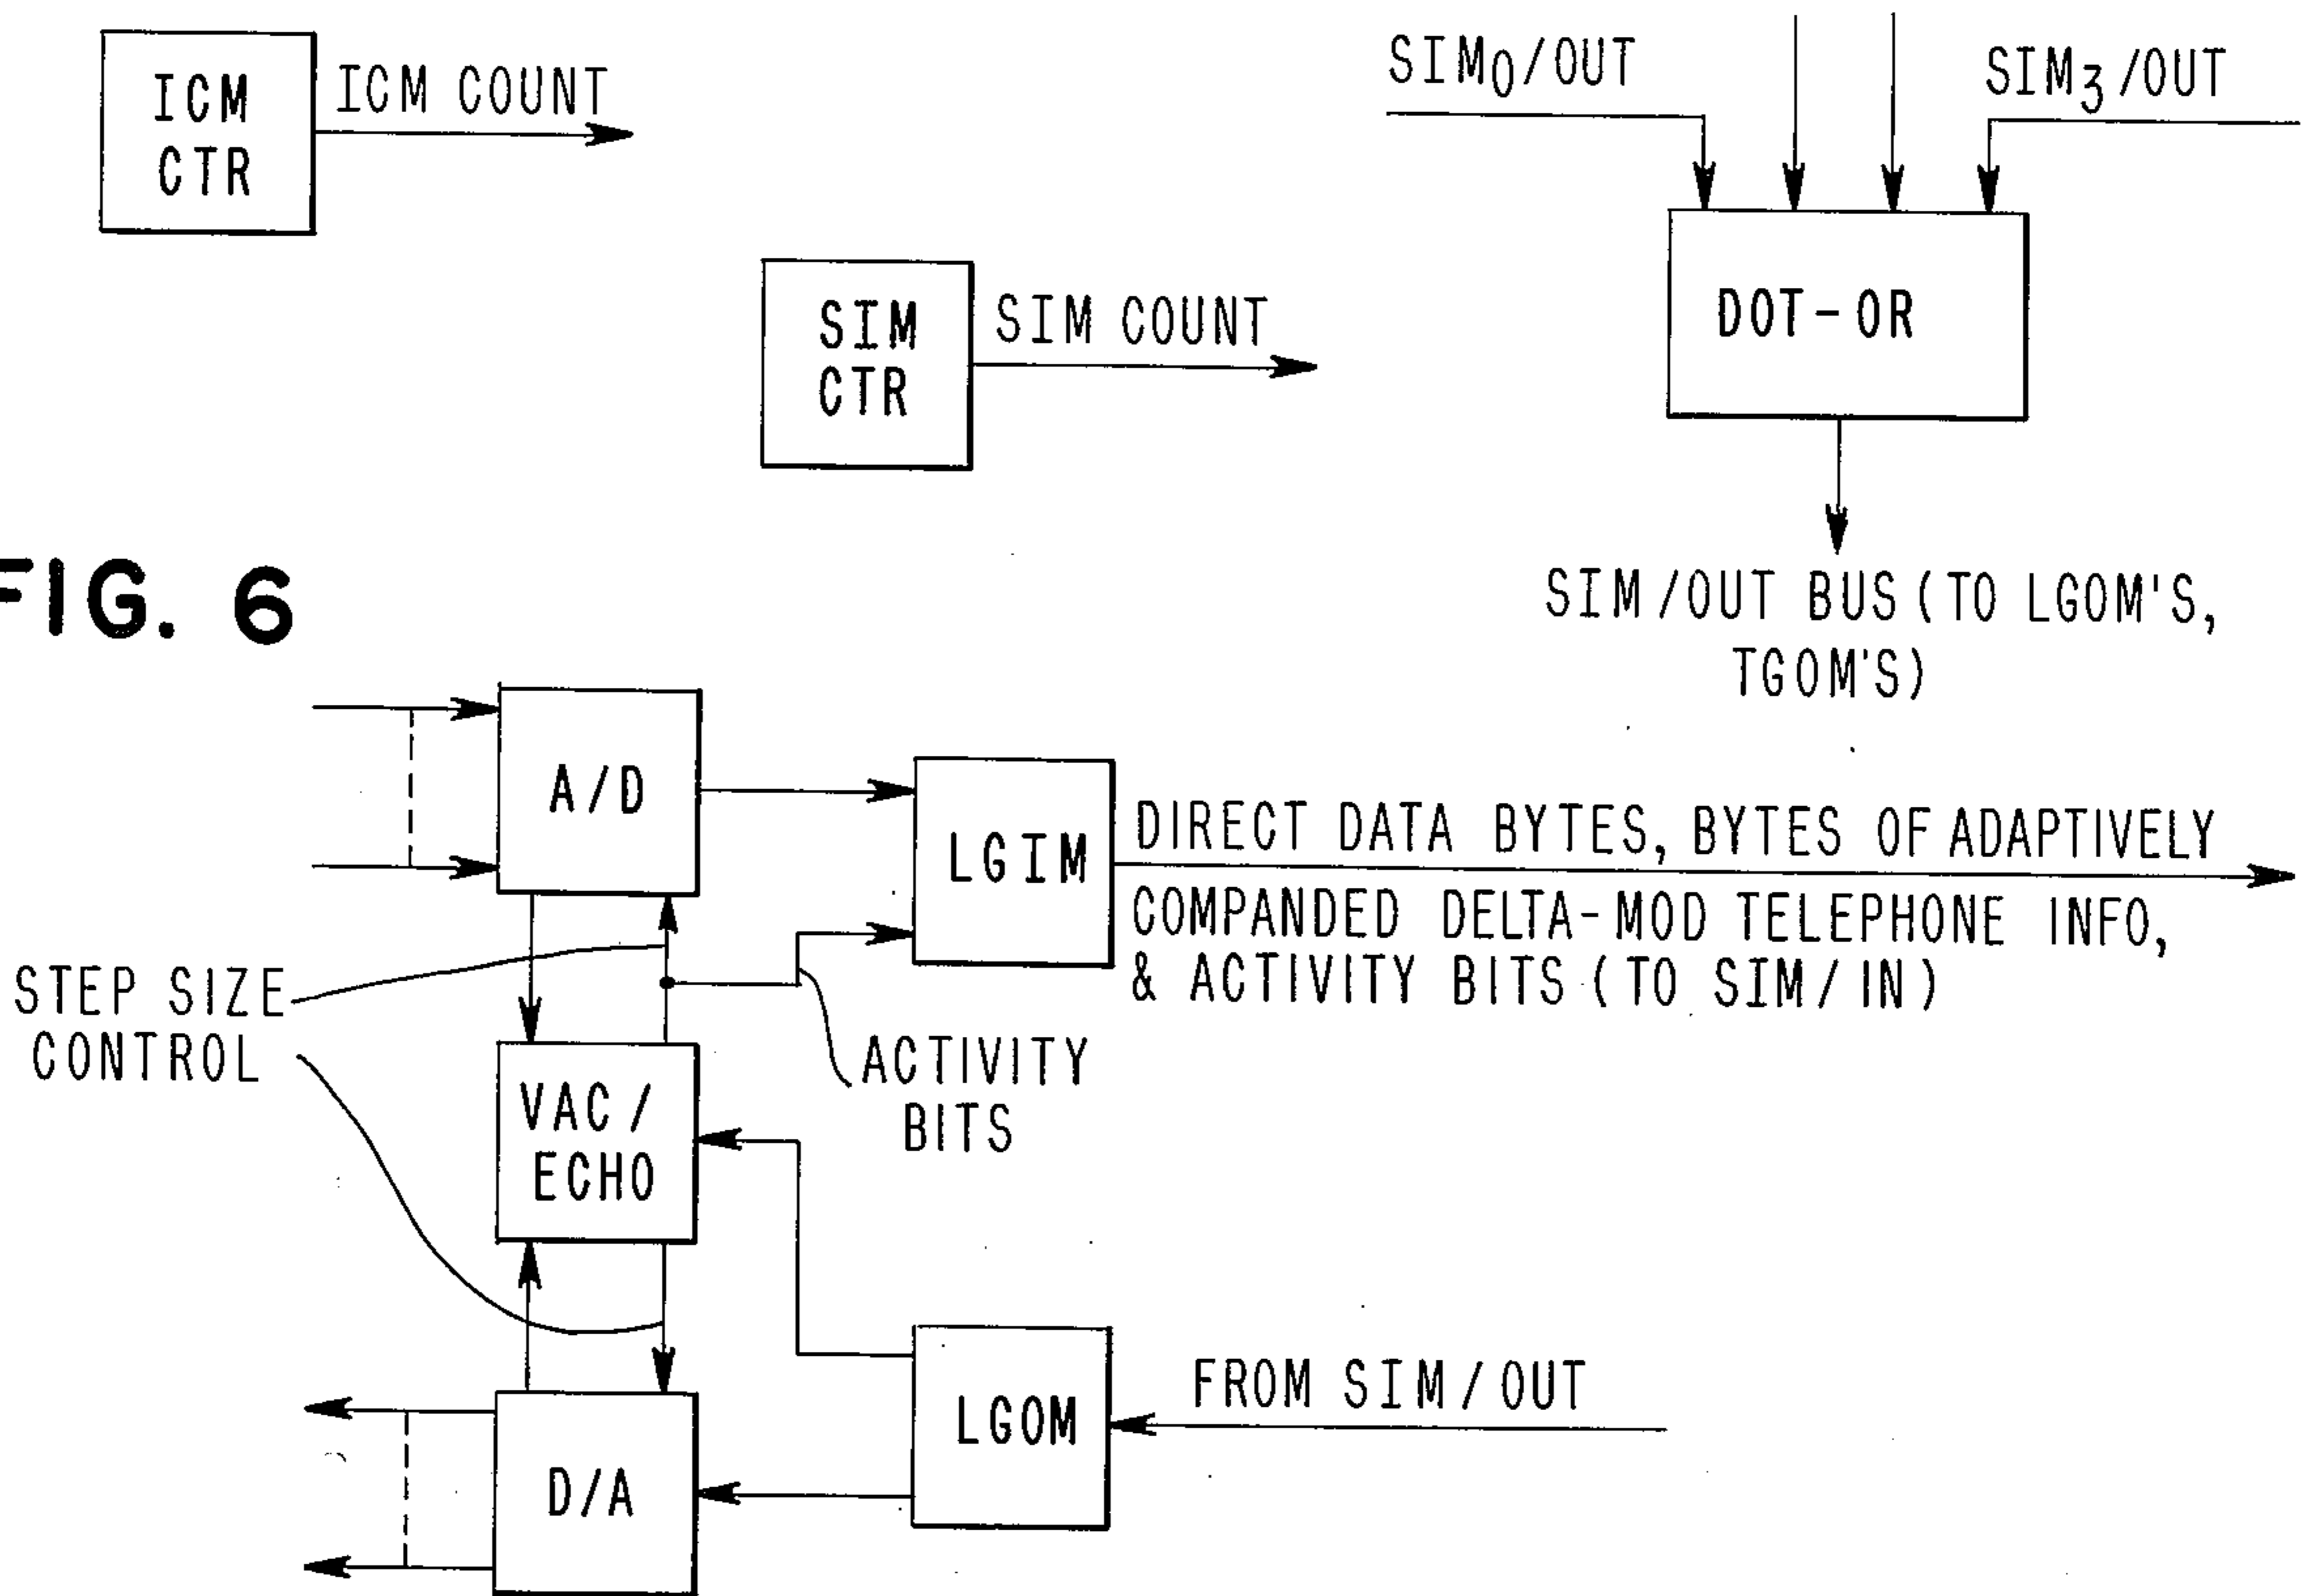 ICM
CTR
ICM COUNT
SIM
CTR
SIM COUNT
SIM0/OUT
SIM3/OUT
DOT-OR
SIM/OUT BUS (TO LGOM'S,
TGOM'S)
FIG. 6
A/D
LGIM
DIRECT DATA BYTES, BYTES OF ADAPTIVELY
COMPANDED DELTA-MOD TELEPHONE INFO,
& ACTIVITY BITS (TO SIM/IN)
STEP SIZE
CONTROL
ACTIVITY
BITS
VAC/
ECHO
LGOM
FROM SIM/OUT
D/A